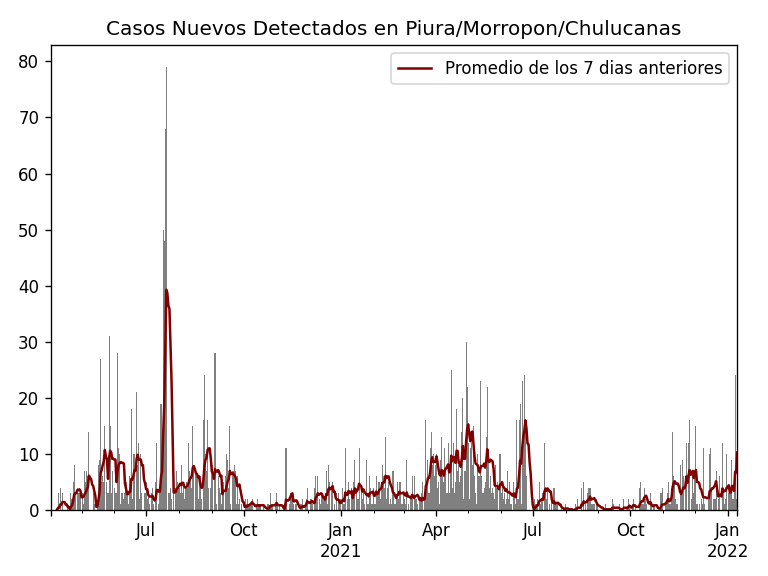 Casos Nuevos Detectados en Piura/Morropon/Chulucanas
Promedio de los 7 dias anteriores
80
70
60
50
40
30
20
10
0
Jul
Oct
Jan
2021
Apr
Jul
Oct
Jan
2022